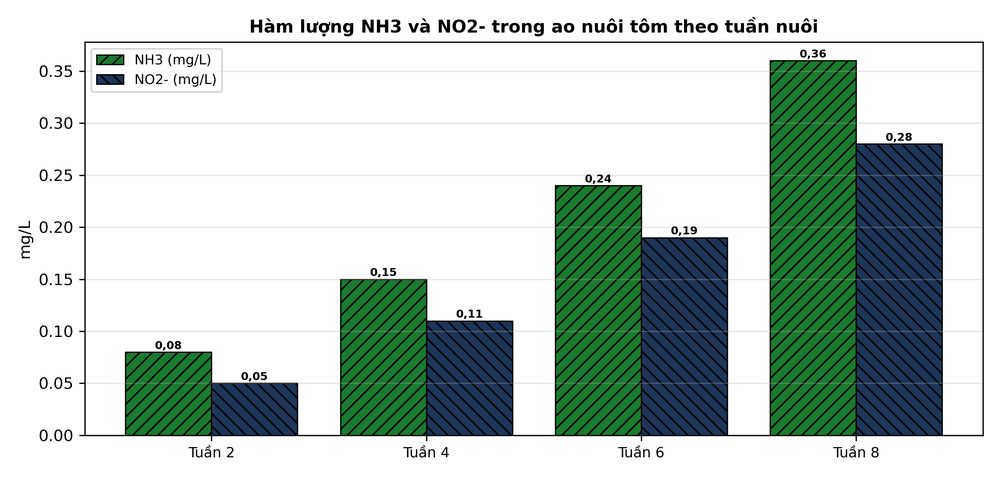 Hàm lượng NH3 và NO2- trong ao nuôi tôm theo tuần nuôi
NH3 (mg/L)
NO2- (mg/L)
mg/L
0.35
0.30
0.25
0.20
0.15
0.10
0.05
0.00
0,08
0,05
0,15
0,11
0,24
0,19
0,36
0,28
Tuần 2
Tuần 4
Tuần 6
Tuần 8